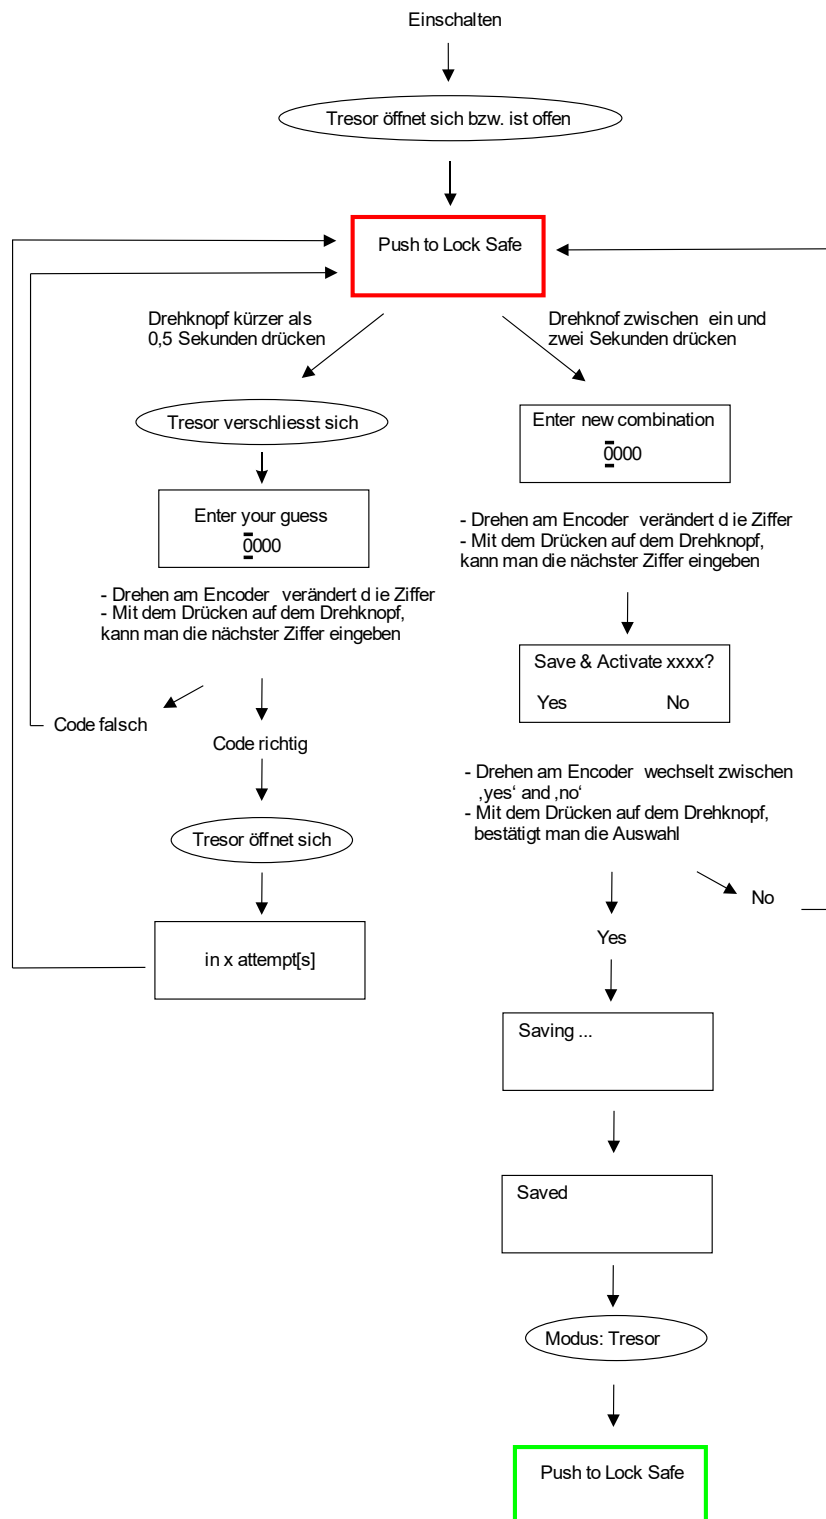 Einschalten
Tresor öffnet sich bzw. ist offen
Push to Lock Safe
Drehknopf kürzer als
0,5 Sekunden drücken
Drehknof zwischen ein und
zwei Sekunden drücken
Tresor verschliesst sich
Enter new combination
0000
Enter your guess
0000
- Drehen am Encoder verändert d ie Ziffer
- Mit dem Drücken auf dem Drehknopf,
kann man die nächster Ziffer eingeben
- Drehen am Encoder verändert d ie Ziffer
- Mit dem Drücken auf dem Drehknopf,
kann man die nächster Ziffer eingeben
Save & Activate xxxx?
Yes No
Code falsch
Code richtig
- Drehen am Encoder wechselt zwischen
‚yes‘ and ‚no‘
- Mit dem Drücken auf dem Drehknopf,
bestätigt man die Auswahl
Tresor öffnet sich
No
Yes
in x attempt[s]
Saving ...
Saved
Modus: Tresor
Push to Lock Safe